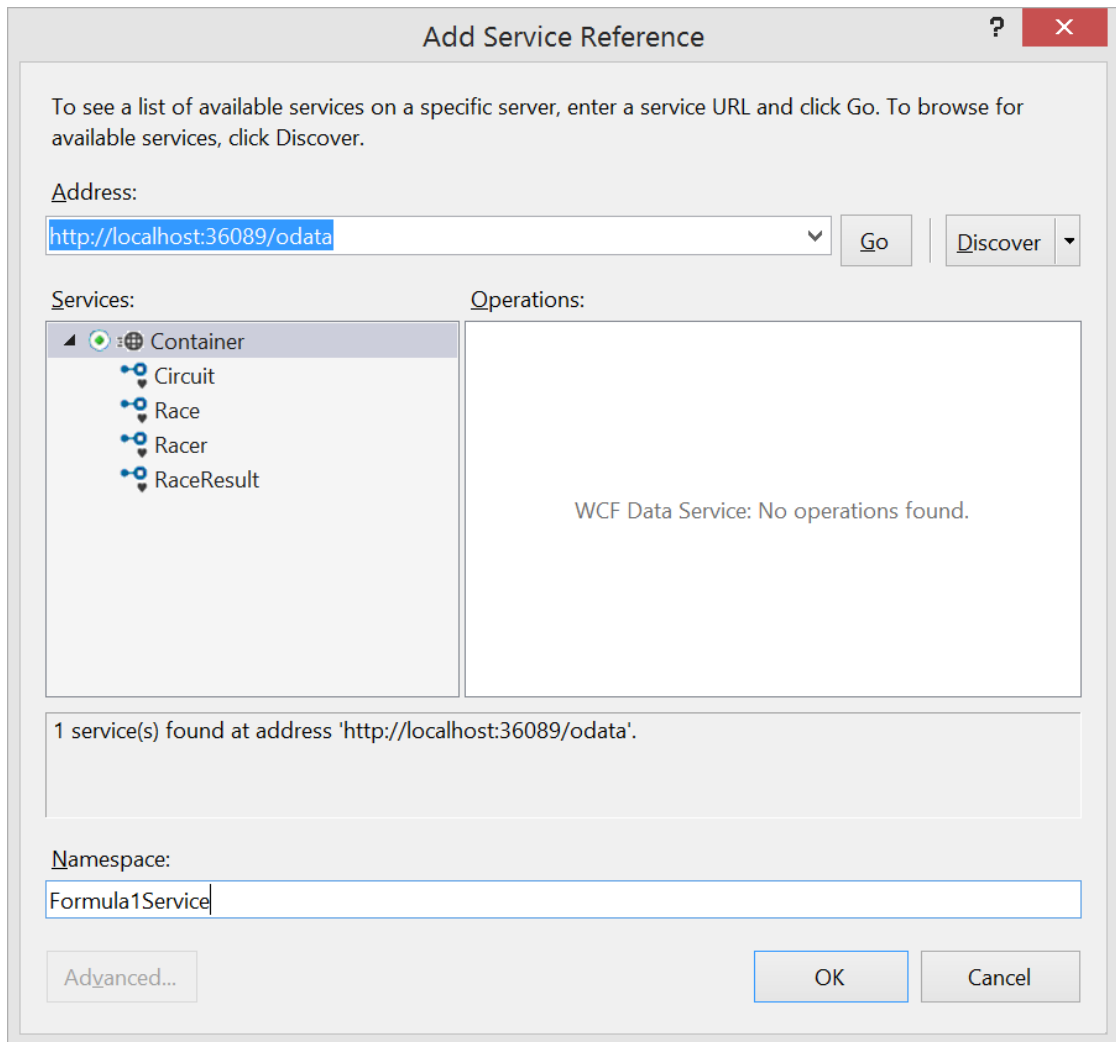 Add Service Reference
?
To see a list of available services on a specific server, enter a service URL and click Go. To browse for
available services, click Discover.
Address:
http://localhost:36089/odata
Go
Discover
Services:
Operations:
Container
Circuit
Race
Racer
RaceResult
WCF Data Service: No operations found.
1 service(s) found at address 'http://localhost:36089/odata'.
Namespace:
Formula1Service
Advanced...
OK
Cancel